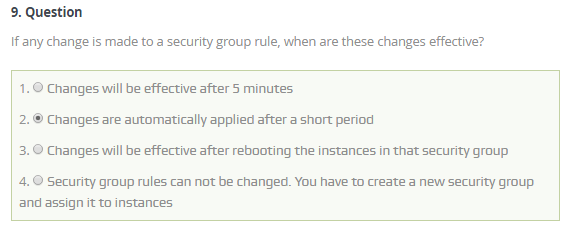 9. Question
If any change is made to a security group rule, when are these changes effective?
1. Changes will be effective after 5 minutes
2. Changes are automatically applied after a short period
3. Changes will be effective after rebooting the instances in that security group
4. Security group rules can not be changed. You have to create a new security group
and assign it to instances